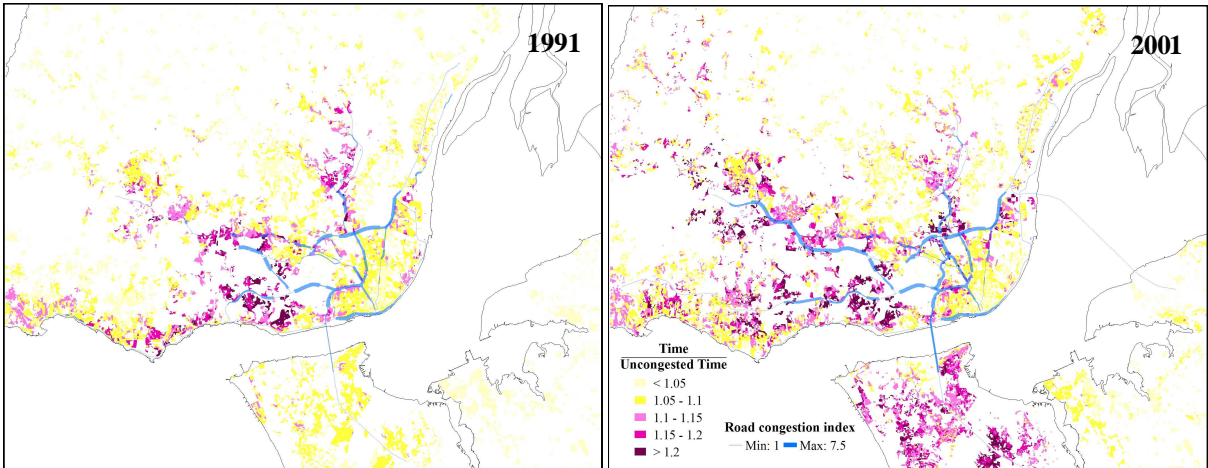 1991
2001
Time
Uncongested Time
< 1.05
1.05 - 1.1
1.1 - 1.15
1.15 - 1.2
> 1.2
Road congestion index
Min: 1 Max: 7.5